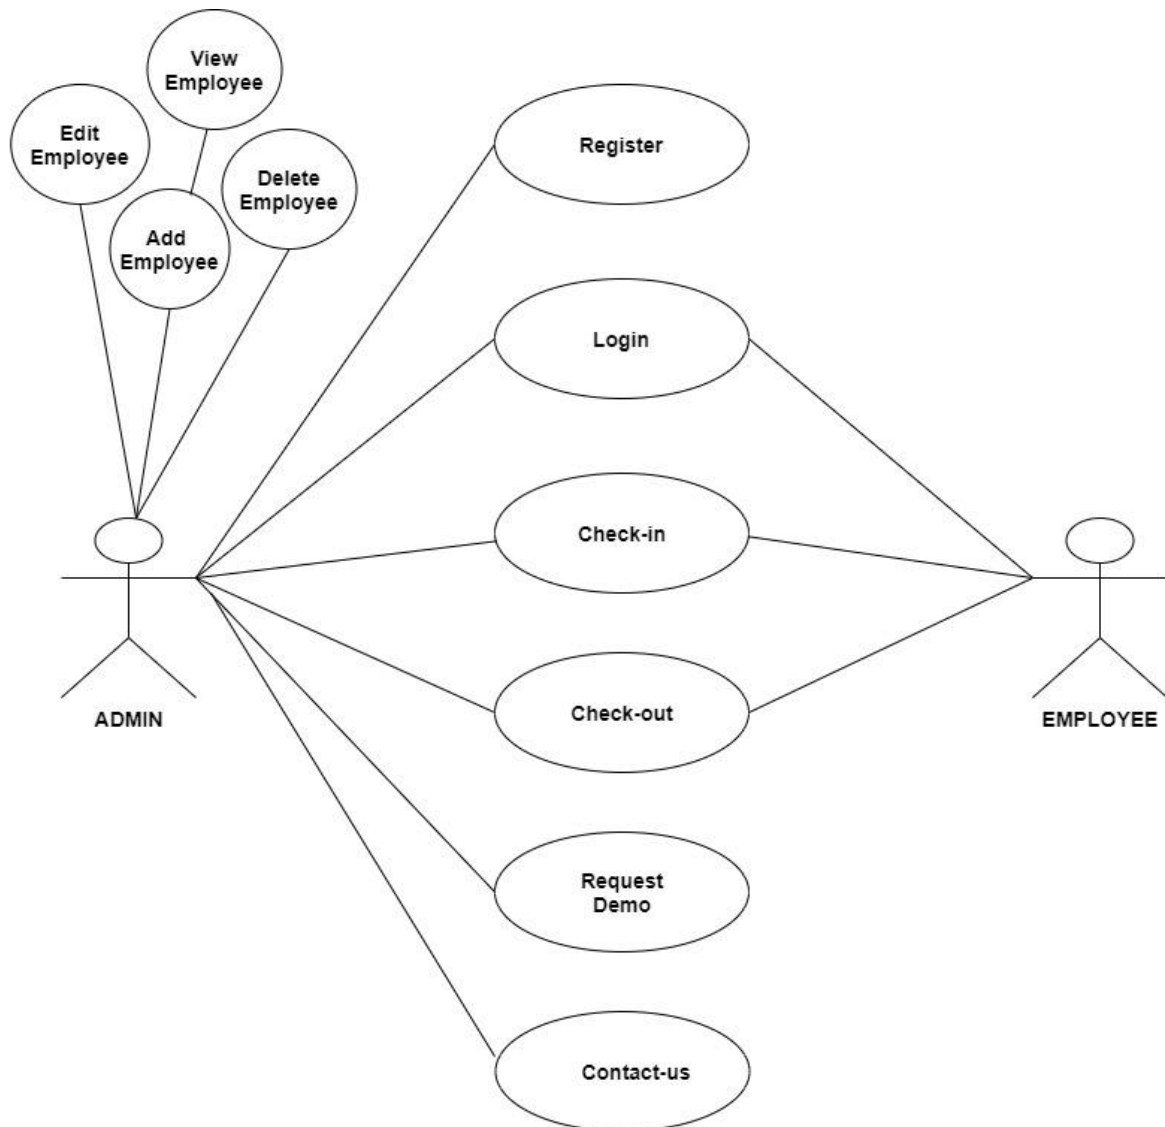 View
Employee
Edit
Employee
Delete
Employee
Add
Employee
Register
Login
Check-in
Check-out
ADMIN
EMPLOYEE
Request
Demo
Contact-us